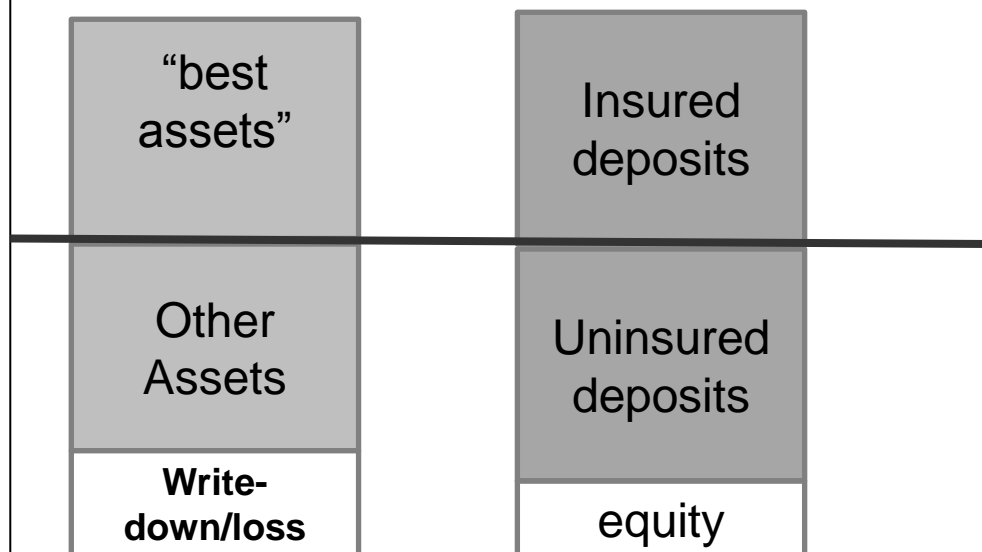 “best
assets”
Insured
deposits
Other
Assets
Uninsured
deposits
Write-
down/loss
equity